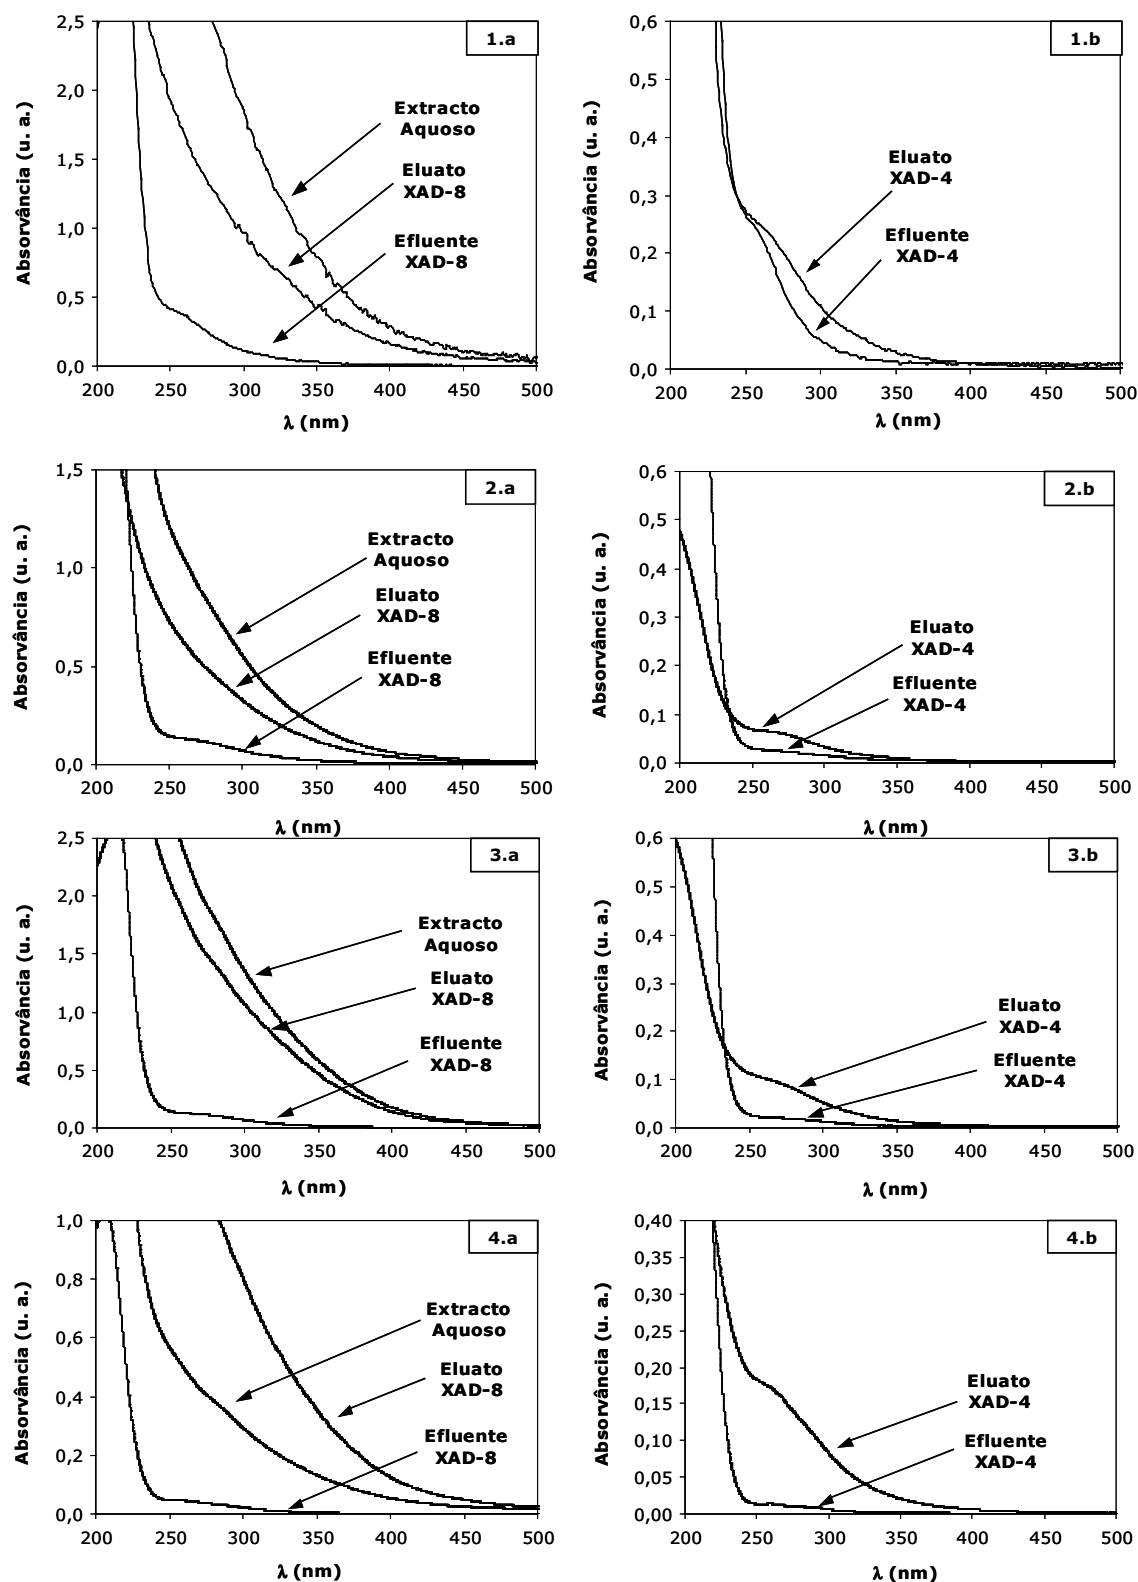 1.a
Absorvância (u. a.)
2,5
2,0
1,5
1,0
0,5
0,0
Extracto
Aquoso
Eluato
XAD-8
Efluente
XAD-8
200 250 300 350 400 450 500
λ (nm)
1.b
Absorvância (u. a.)
0,6
0,5
0,4
0,3
0,2
0,1
0,0
Eluato
XAD-4
Efluente
XAD-4
200 250 300 350 400 450 500
λ (nm)
2.a
Absorvância (u. a.)
1,5
1,0
0,5
0,0
Extracto
Aquoso
Eluato
XAD-8
Efluente
XAD-8
200 250 300 350 400 450 500
λ (nm)
2.b
Absorvância (u. a.)
0,6
0,5
0,4
0,3
0,2
0,1
0,0
Eluato
XAD-4
Efluente
XAD-4
200 250 300 350 400 450 500
λ (nm)
3.a
Absorvância (u. a.)
2,5
2,0
1,5
1,0
0,5
0,0
Extracto
Aquoso
Eluato
XAD-8
Efluente
XAD-8
200 250 300 350 400 450 500
λ (nm)
3.b
Absorvância (u. a.)
0,6
0,5
0,4
0,3
0,2
0,1
0,0
Eluato
XAD-4
Efluente
XAD-4
200 250 300 350 400 450 500
λ (nm)
4.a
Absorvância (u. a.)
1,0
0,8
0,6
0,4
0,2
0,0
Extracto
Aquoso
Eluato
XAD-8
Efluente
XAD-8
200 250 300 350 400 450 500
λ (nm)
4.b
Absorvância (u. a.)
0,40
0,35
0,30
0,25
0,20
0,15
0,10
0,05
0,00
Eluato
XAD-4
Efluente
XAD-4
200 250 300 350 400 450 500
λ (nm)